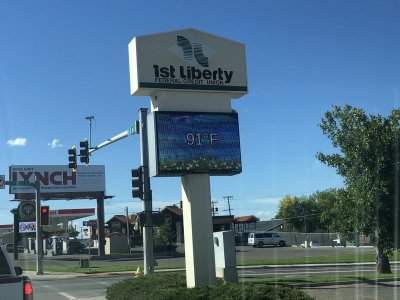 1st Liberty
FEDERAL CREDIT UNION
91°F
LYNCH